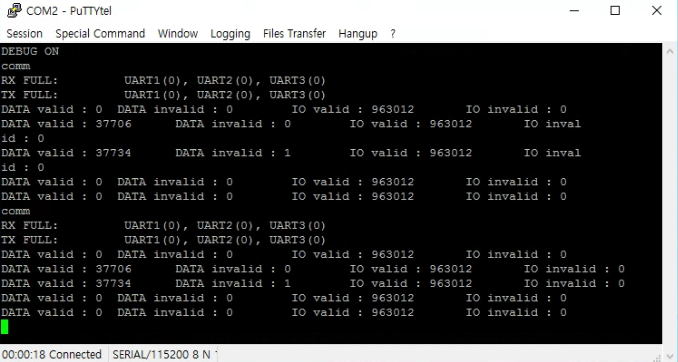 COM2 - PuTTYtel
Session Special Command Window Logging Files Transfer Hangup ?
DEBUG ON
comm
RX FULL: UART1(0), UART2(0), UART3(0)
TX FULL: UART1(0), UART2(0), UART3(0)
DATA valid : 0 DATA invalid : 0 IO valid : 963012 IO invalid : 0
DATA valid : 37706 DATA invalid : 0 IO valid : 963012 IO inval
id : 0
DATA valid : 37734 DATA invalid : 1 IO valid : 963012 IO inval
id : 0
DATA valid : 0 DATA invalid : 0 IO valid : 963012 IO invalid : 0
DATA valid : 0 DATA invalid : 0 IO valid : 963012 IO invalid : 0
comm
RX FULL: UART1(0), UART2(0), UART3(0)
TX FULL: UART1(0), UART2(0), UART3(0)
DATA valid : 0 DATA invalid : 0 IO valid : 963012 IO invalid : 0
DATA valid : 37706 DATA invalid : 0 IO valid : 963012 IO invalid : 0
DATA valid : 37734 DATA invalid : 1 IO valid : 963012 IO invalid : 0
DATA valid : 0 DATA invalid : 0 IO valid : 963012 IO invalid : 0
DATA valid : 0 DATA invalid : 0 IO valid : 963012 IO invalid : 0
00:00:18 Connected SERIAL/115200 8 N